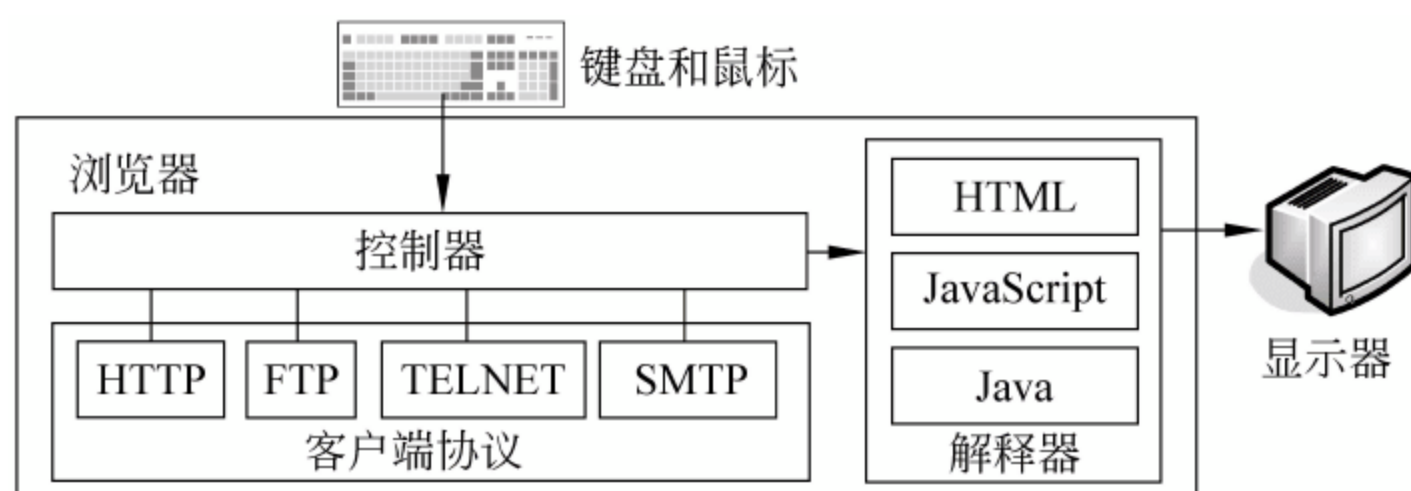 键盘和鼠标
浏览器
控制器
HTTP
FTP
TELNET
SMTP
客户端协议
HTML
JavaScript
Java
解释器
显示器